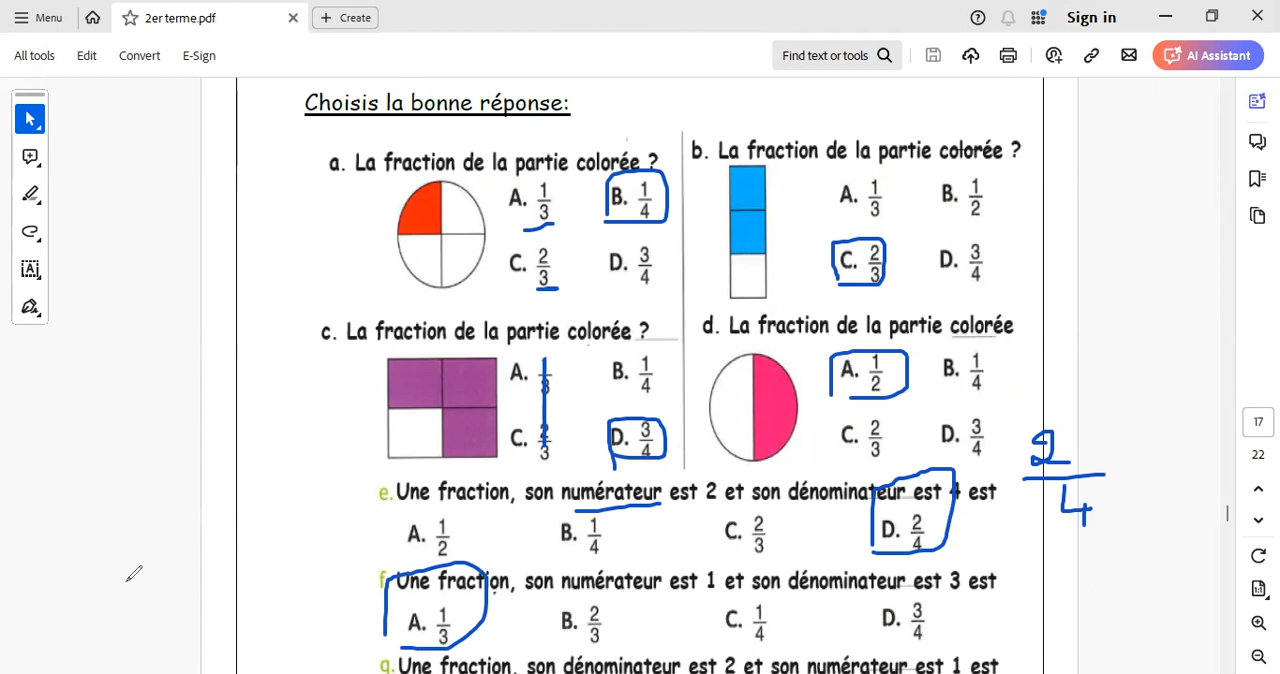 Menu 2er terme.pdf Create Sign in
All tools Edit Convert E-Sign Find text or tools AI Assistant
Choisis la bonne réponse:
a. La fraction de la partie colorée ?
A. 1/3 B. 1/4
C. 2/3 D. 3/4
b. La fraction de la partie colorée ?
A. 1/3 B. 1/2
C. 2/3 D. 3/4
c. La fraction de la partie colorée ?
A. 1/3 B. 1/4
C. 2/3 D. 3/4
d. La fraction de la partie colorée
A. 1/2 B. 1/4
C. 2/3 D. 3/4
2/4
e. Une fraction, son numérateur est 2 et son dénominateur est 4 est
A. 1/2 B. 1/4 C. 2/3 D. 2/4
f. Une fraction, son numérateur est 1 et son dénominateur est 3 est
A. 1/3 B. 2/3 C. 1/4 D. 3/4
g. Une fraction, son dénominateur est 2 et son numérateur est 1 est
17
22